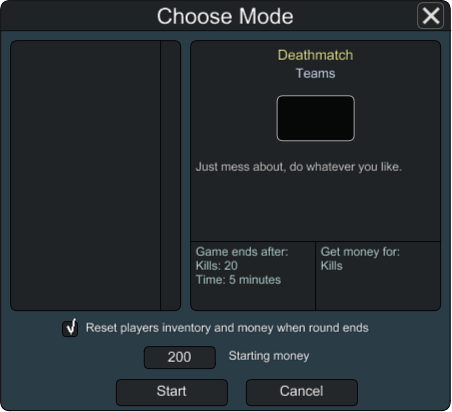 Choose Mode
Deathmatch
Teams
Just mess about, do whatever you like.
Game ends after:
Kills: 20
Time: 5 minutes
Get money for:
Kills
Reset players inventory and money when round ends
200 Starting money
Start Cancel